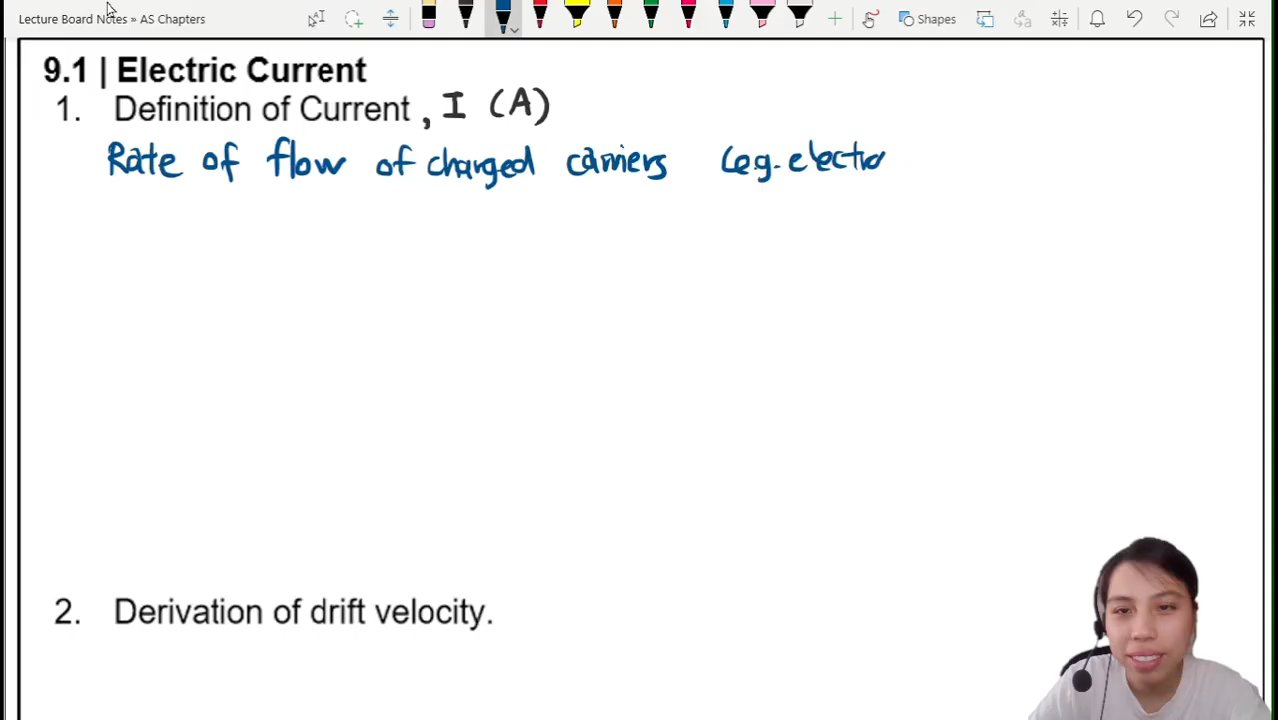 Lecture Board Notes » AS Chapters
Shapes
9.1 | Electric Current
1. Definition of Current , I (A)
Rate of flow of charged carriers (eg. electro
2. Derivation of drift velocity.